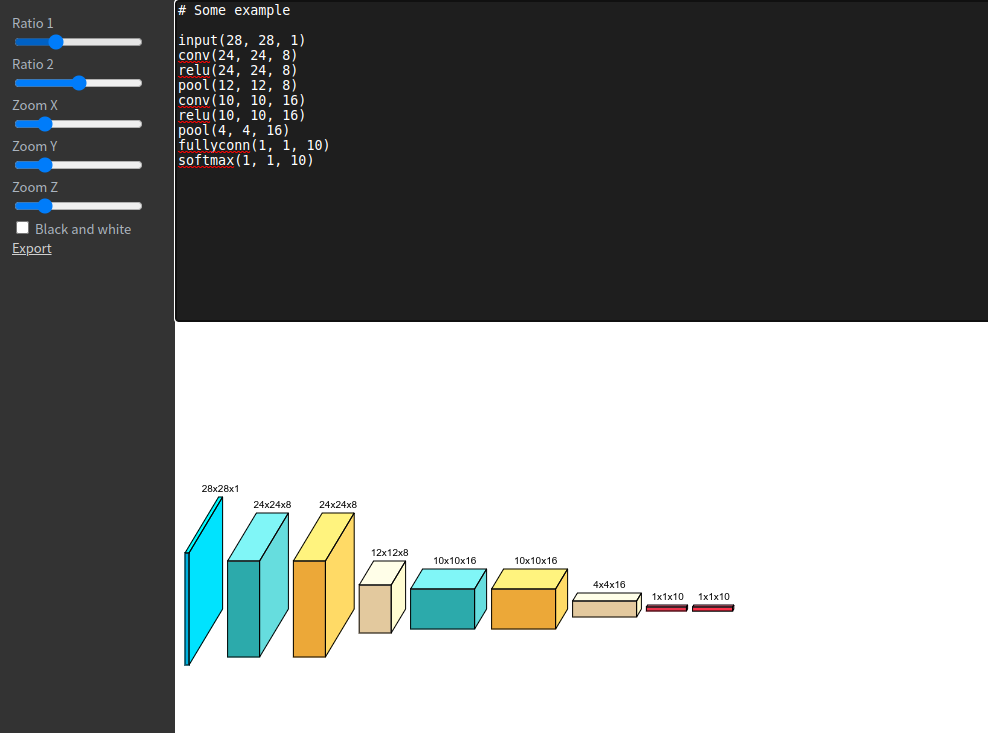 Ratio 1
Ratio 2
Zoom X
Zoom Y
Zoom Z
Black and white
Export
# Some example
input(28, 28, 1)
conv(24, 24, 8)
relu(24, 24, 8)
pool(12, 12, 8)
conv(10, 10, 16)
relu(10, 10, 16)
pool(4, 4, 16)
fullyconn(1, 1, 10)
softmax(1, 1, 10)
28x28x1
24x24x8
24x24x8
12x12x8
10x10x16
10x10x16
4x4x16
1x1x10
1x1x10